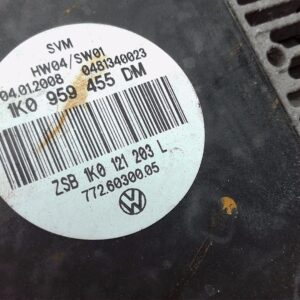 SVM
HW04/SW01
04.01.2008 0481340023
1K0 959 455 DM
ZSB 1K0 121 203 L
772.60300.05